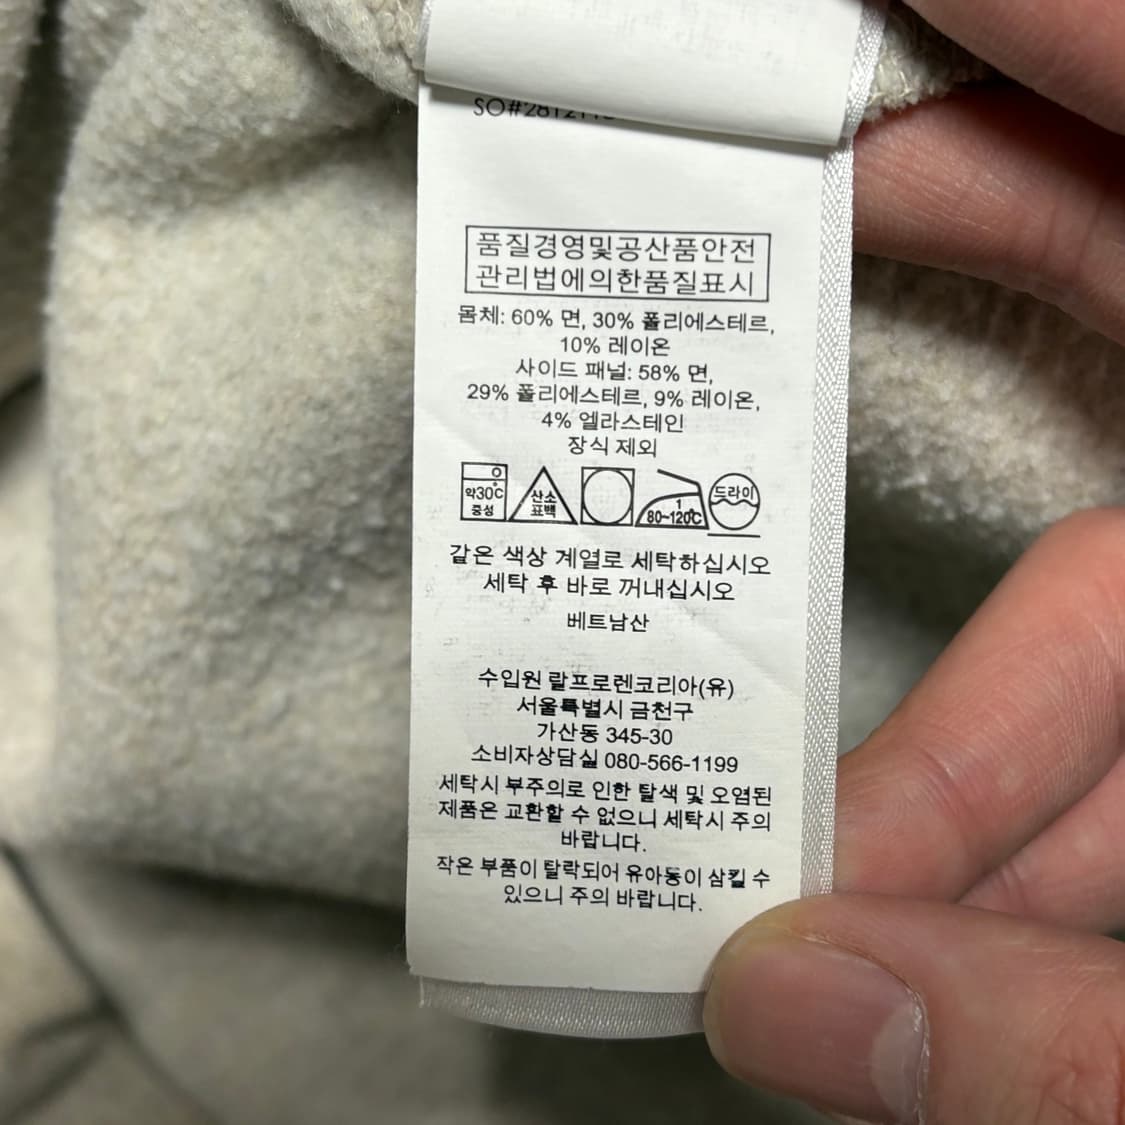 품질경영및공산품안전
관리법에의한품질표시
몸체: 60% 면, 30% 폴리에스테르,
10% 레이온
사이드 패널: 58% 면,
29% 폴리에스테르, 9% 레이온,
4% 엘라스테인
장식 제외
약30℃
중성
산소
표백
1
80~120℃
드라이
같은 색상 계열로 세탁하십시오
세탁 후 바로 꺼내십시오
베트남산
수입원 랄프로렌코리아(유)
서울특별시 금천구
가산동 345-30
소비자상담실 080-566-1199
세탁시 부주의로 인한 탈색 및 오염된
제품은 교환할 수 없으니 세탁시 주의
바랍니다.
작은 부품이 탈락되어 유아동이 삼킬 수
있으니 주의 바랍니다.